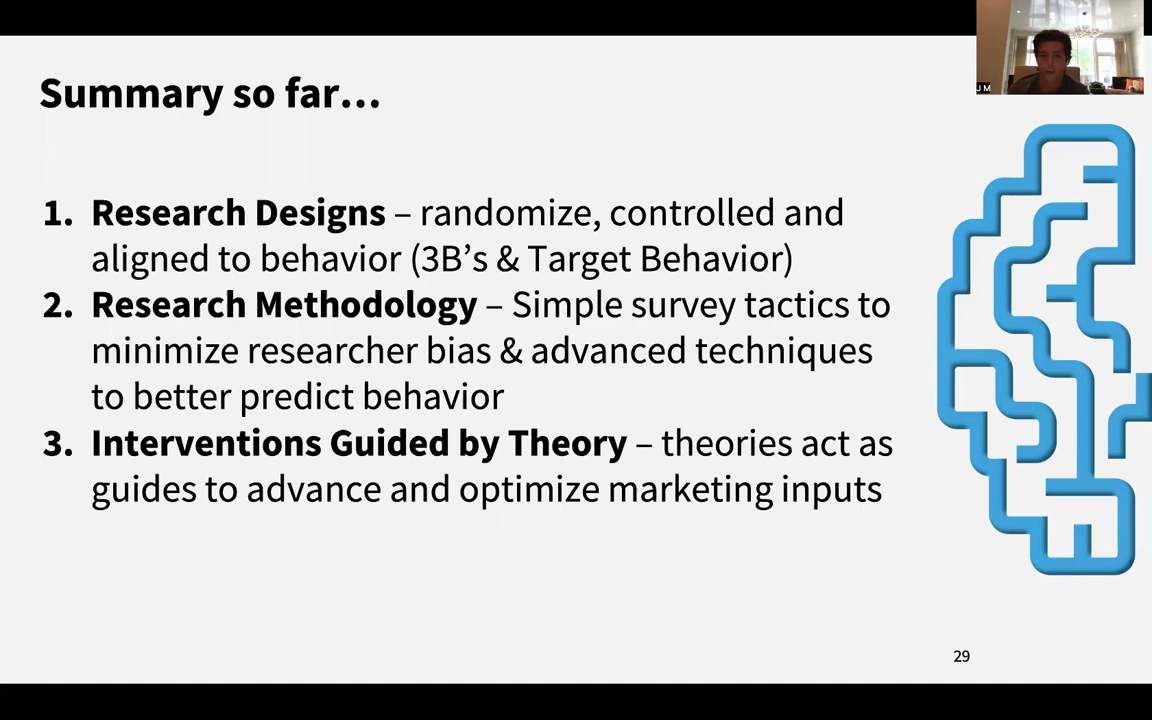 J M
Summary so far...
1. Research Designs – randomize, controlled and
aligned to behavior (3B’s & Target Behavior)
2. Research Methodology – Simple survey tactics to
minimize researcher bias & advanced techniques
to better predict behavior
3. Interventions Guided by Theory – theories act as
guides to advance and optimize marketing inputs
29